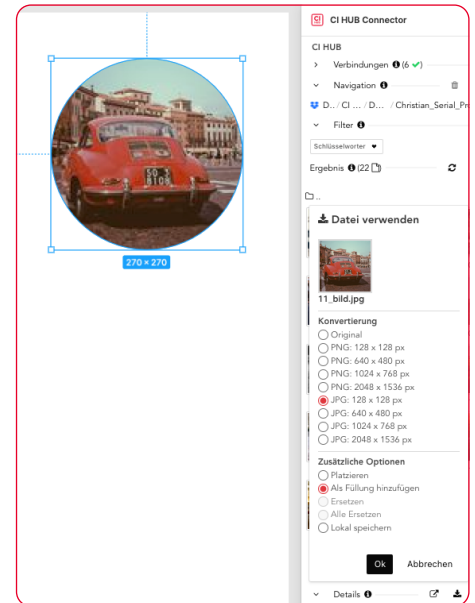 CI HUB Connector
CI HUB
Verbindungen (6 ✓)
Navigation
D../CI .../D... /Christian_Serial_Pr
Filter
Schlüsselworter
Ergebnis (22)
..
Datei verwenden
11_bild.jpg
Konvertierung
Original
PNG: 128 x 128 px
PNG: 640 x 480 px
PNG: 1024 x 768 px
PNG: 2048 x 1536 px
JPG: 128 x 128 px
JPG: 640 x 480 px
JPG: 1024 x 768 px
JPG: 2048 x 1536 px
Zusätzliche Optionen
Platzieren
Als Füllung hinzufügen
Ersetzen
Alle Ersetzen
Lokal speichern
Ok Abbrechen
Details
270 × 270